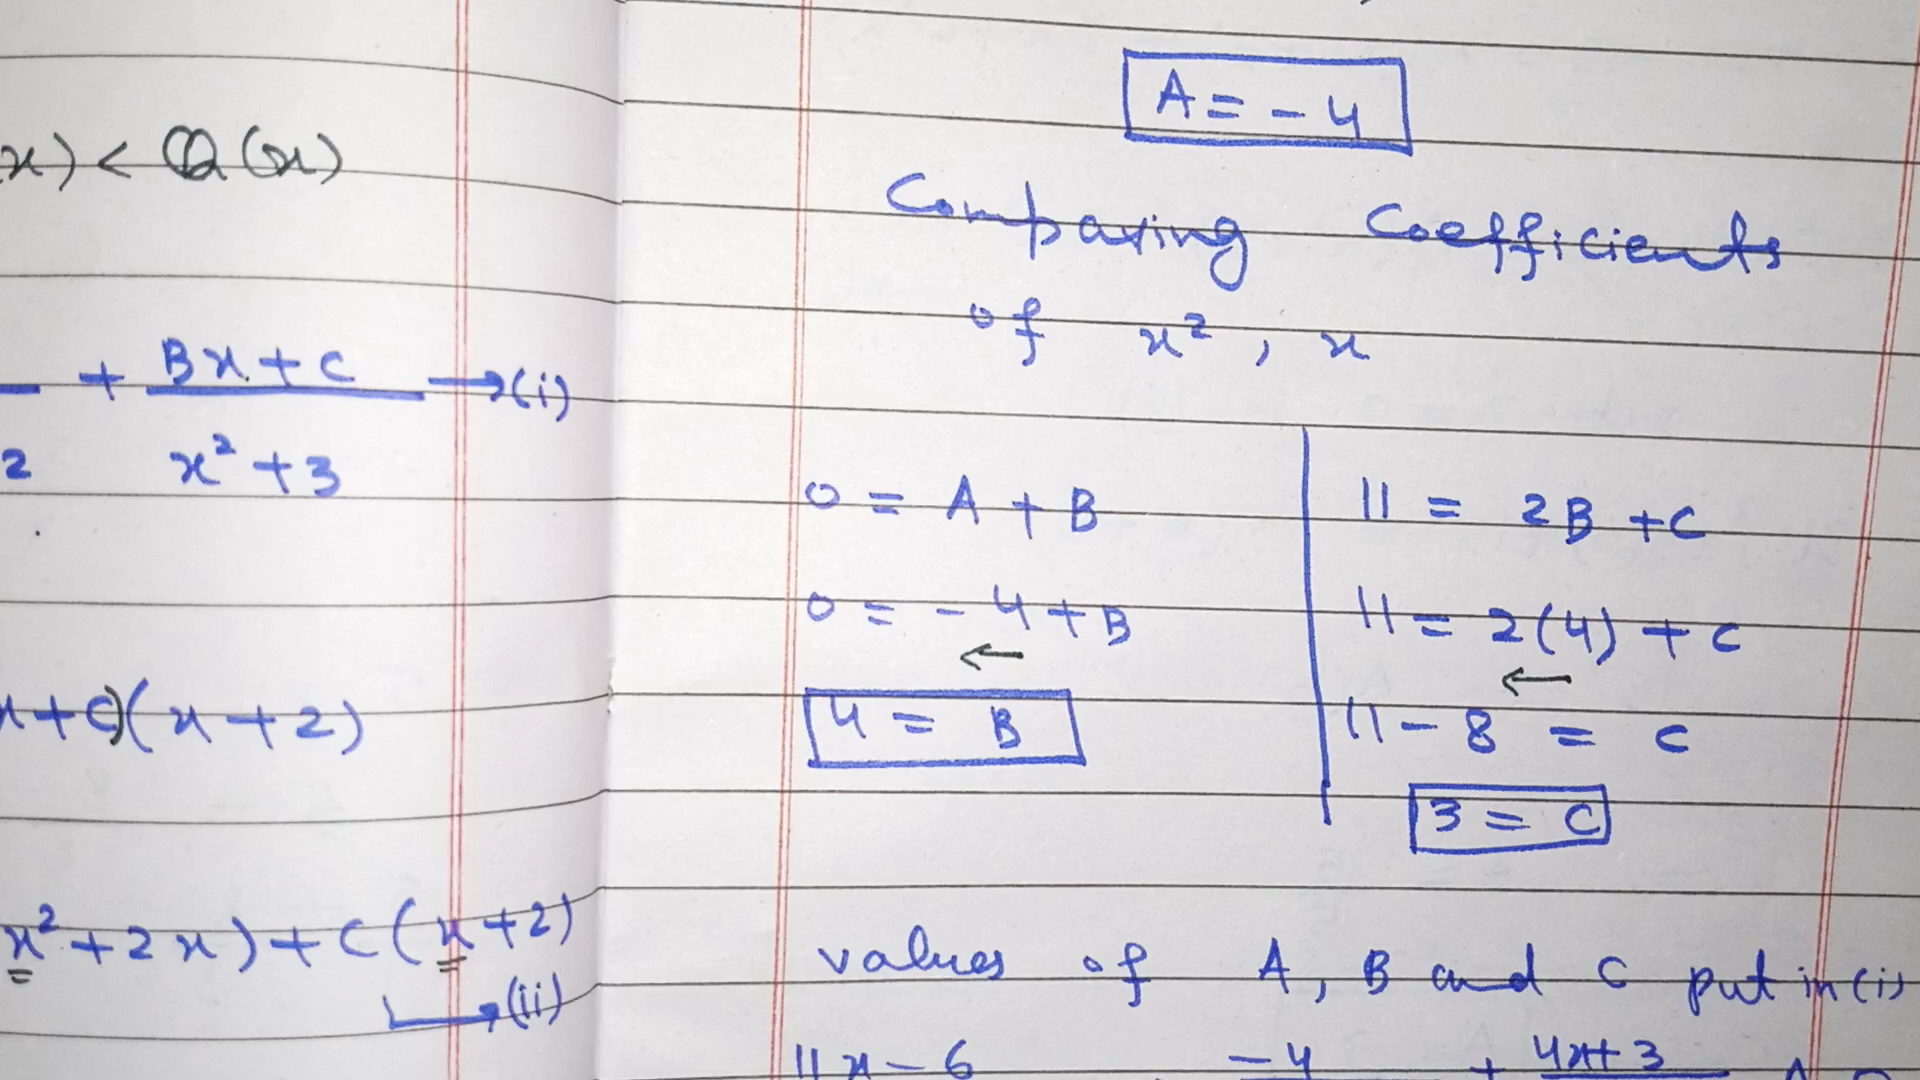 x) < Q(x)
+ Bx+C →(i)
2 x²+3
x+C)(x+2)
x²+2x)+C(x+2)
→(ii)
A = -4
Comparing Coefficients
of x², x
0 = A + B
0 = -4+B
←
4 = B
11 = 2B +C
11 = 2(4) + C
←
11 - 8 = C
3 = C
values of A, B and C put in (i)
11x-6 -4 + 4x+3